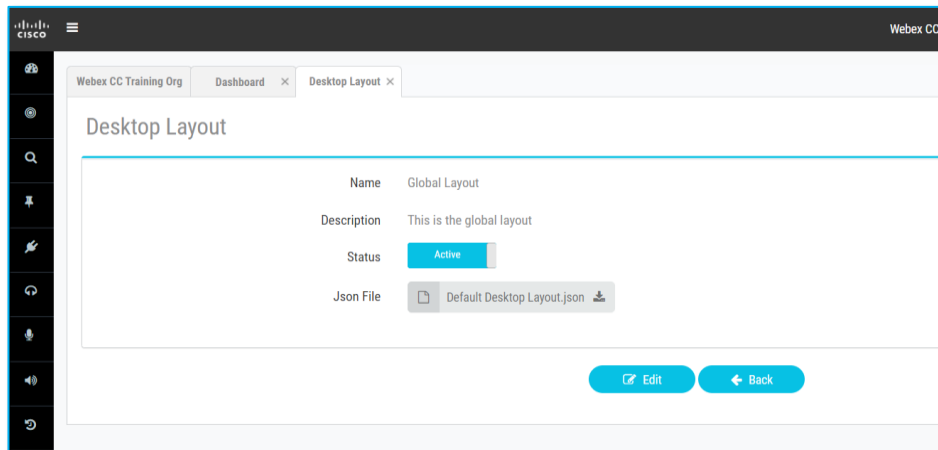 CISCO
Webex CC
Webex CC Training Org
Dashboard
Desktop Layout
Desktop Layout
Name Global Layout
Description This is the global layout
Status Active
Json File Default Desktop Layout.json
Edit Back